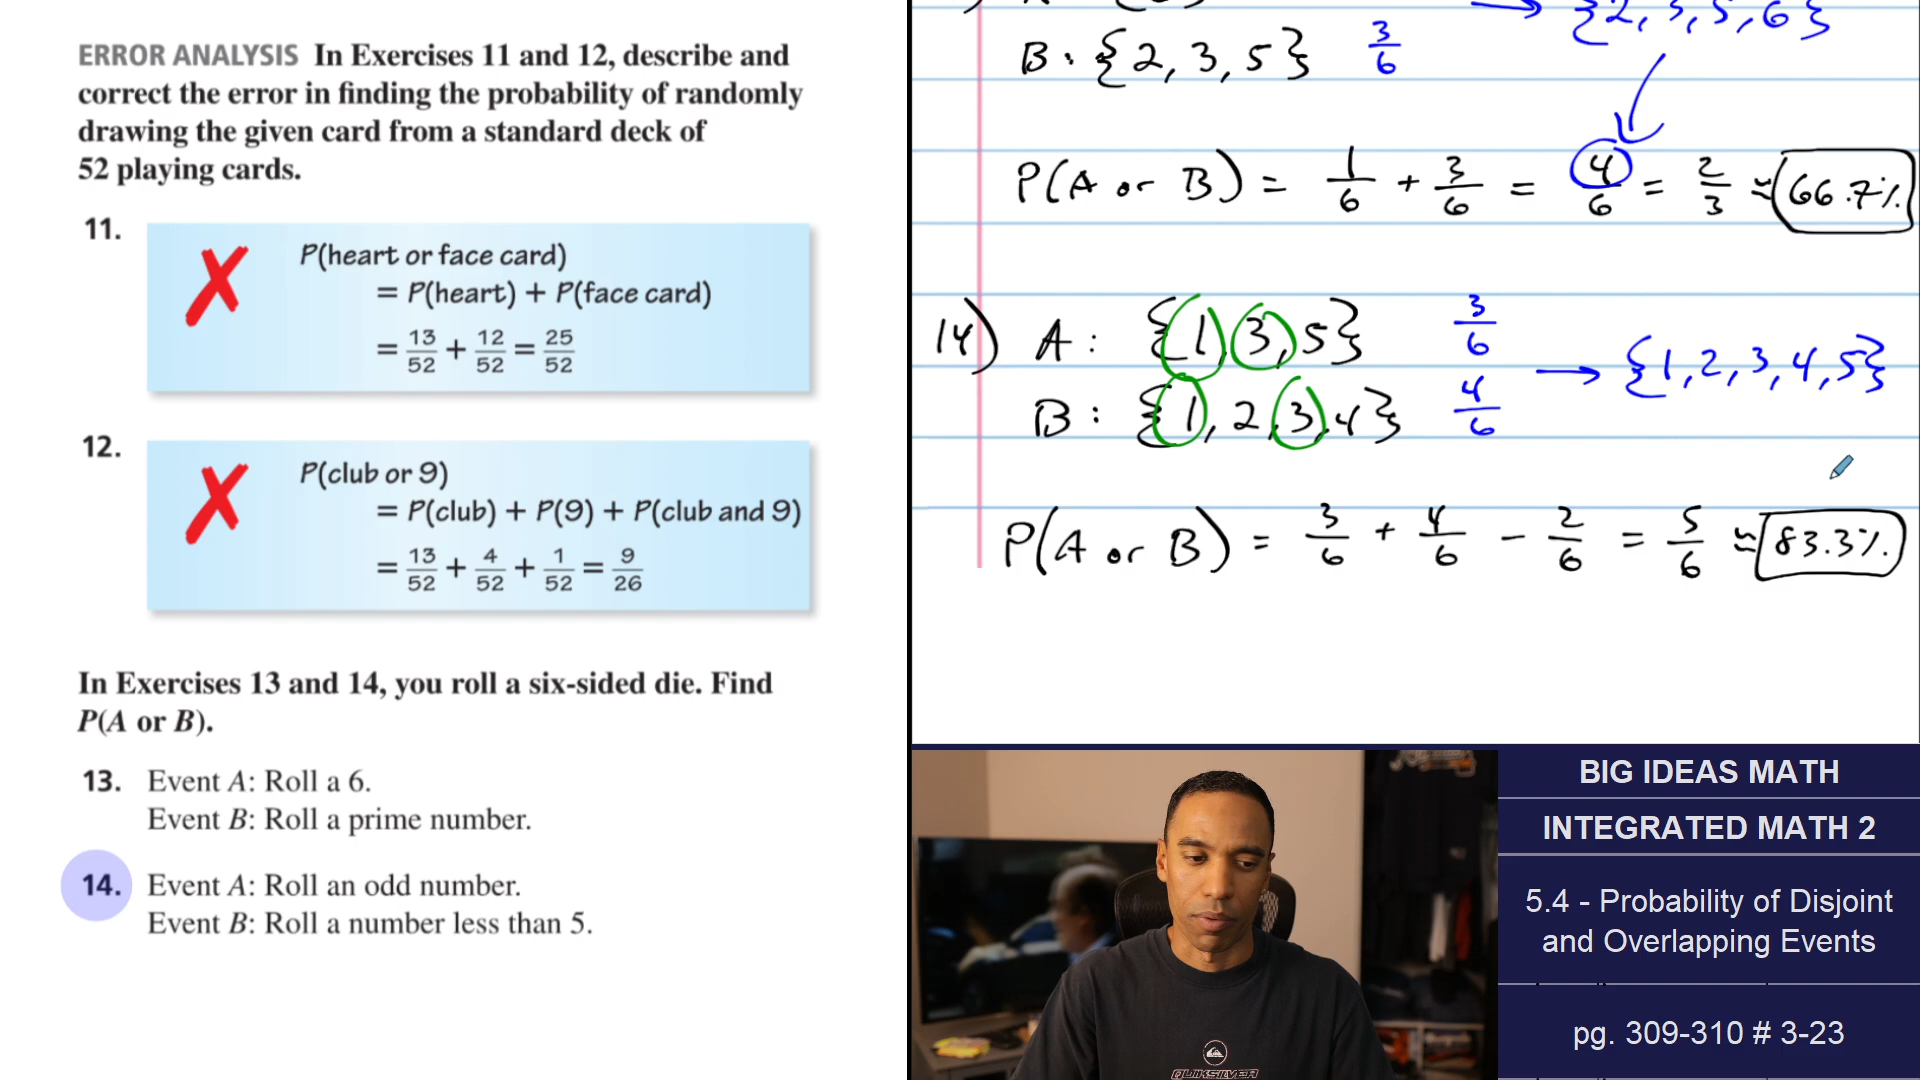 ERROR ANALYSIS In Exercises 11 and 12, describe and
correct the error in finding the probability of randomly
drawing the given card from a standard deck of
52 playing cards.
11.
P(heart or face card)
= P(heart) + P(face card)
= 13/52 + 12/52 = 25/52
12.
P(club or 9)
= P(club) + P(9) + P(club and 9)
= 13/52 + 4/52 + 1/52 = 9/26
In Exercises 13 and 14, you roll a six-sided die. Find
P(A or B).
13. Event A: Roll a 6.
Event B: Roll a prime number.
14. Event A: Roll an odd number.
Event B: Roll a number less than 5.
→ {2, 3, 5, 6}
B: {2, 3, 5} 3/6
P(A or B) = 1/6 + 3/6 = 4/6 = 2/3 ≈ 66.7%
14) A: {1, 3, 5} 3/6
→ {1, 2, 3, 4, 5}
B: {1, 2, 3, 4} 4/6
P(A or B) = 3/6 + 4/6 - 2/6 = 5/6 ≈ 83.3%
QUIKSILVER
BIG IDEAS MATH
INTEGRATED MATH 2
5.4 - Probability of Disjoint
and Overlapping Events
pg. 309-310 # 3-23